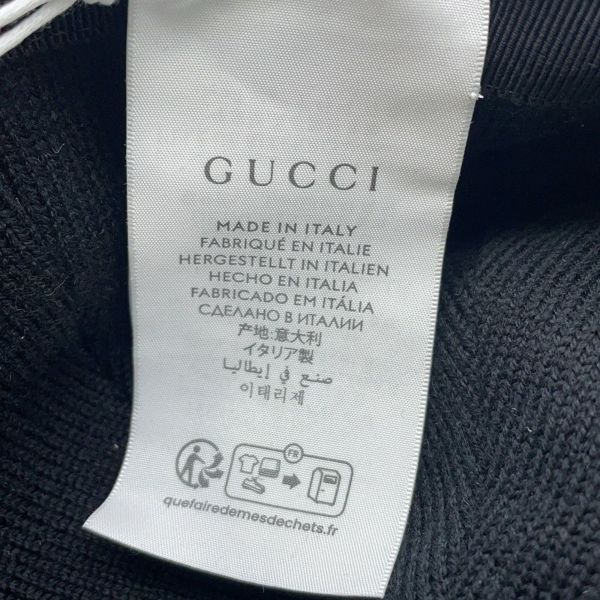 GUCCI
MADE IN ITALY
FABRIQUÉ EN ITALIE
HERGESTELLT IN ITALIEN
HECHO EN ITALIA
FABRICADO EM ITÁLIA
СДЕЛАНО В ИТАЛИИ
产地:意大利
イタリア製
صنع في إيطاليا
이태리제
FR
quefairedemesdechets.fr